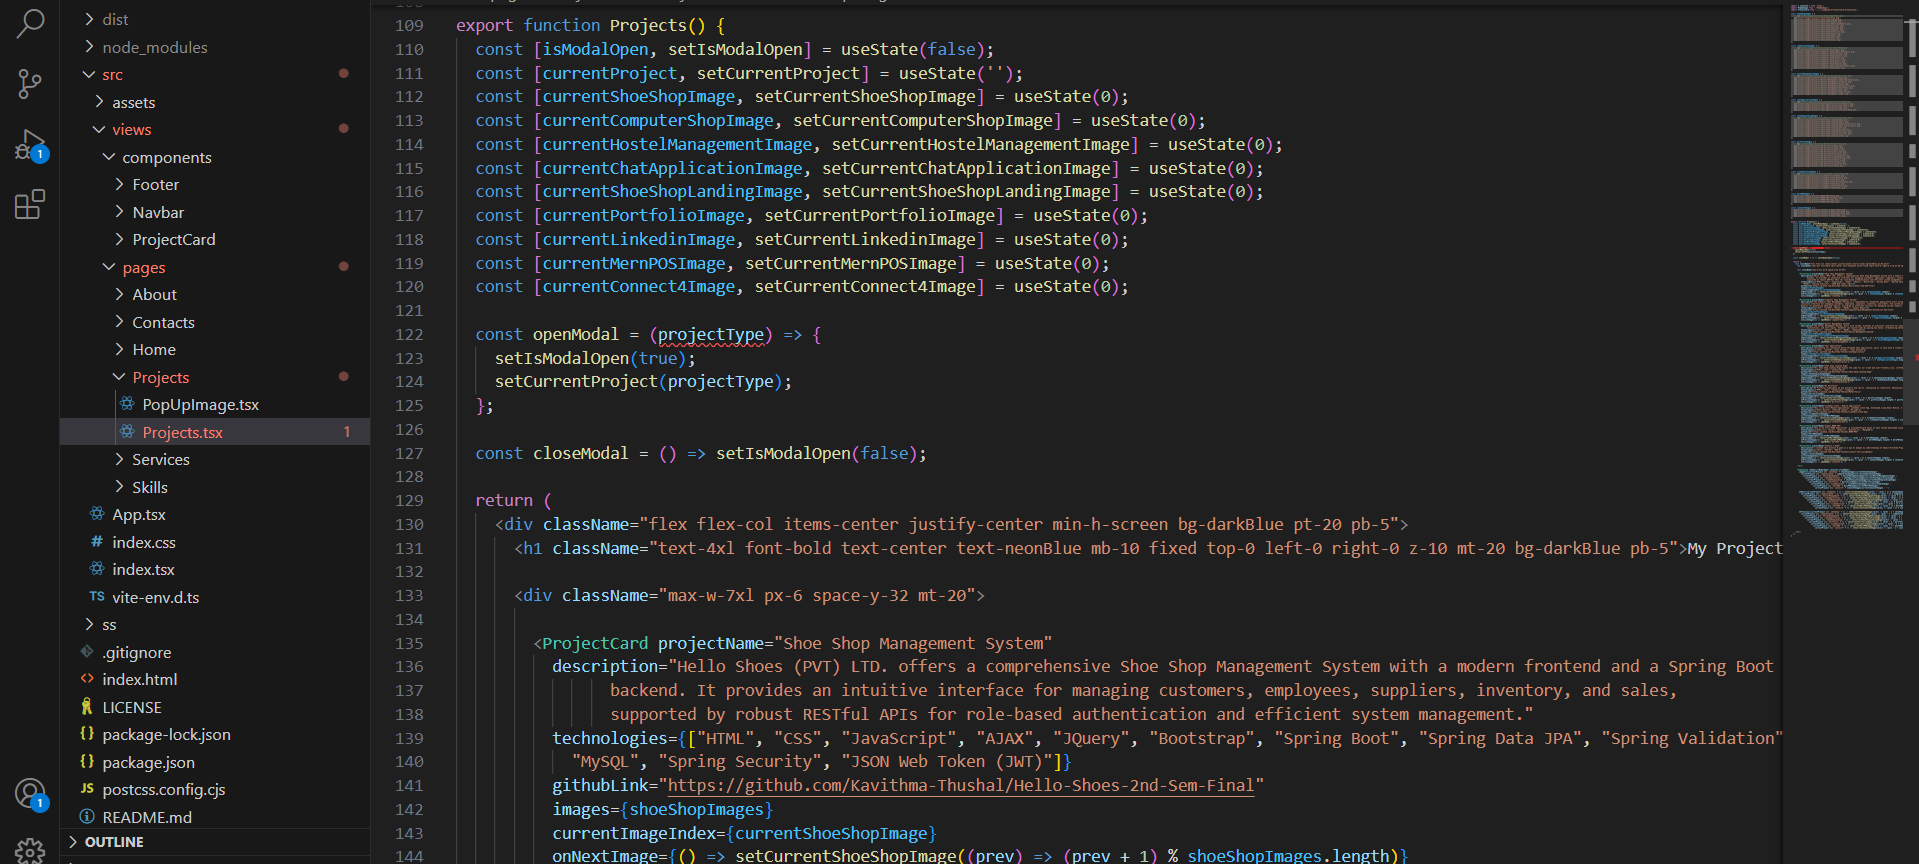 dist
node_modules
src
assets
views
components
Footer
Navbar
ProjectCard
pages
About
Contacts
Home
Projects
PopUpImage.tsx
Projects.tsx 1
Services
Skills
App.tsx
# index.css
index.tsx
TS vite-env.d.ts
ss
.gitignore
<> index.html
LICENSE
{} package-lock.json
{} package.json
JS postcss.config.cjs
README.md
OUTLINE
1
1
109 export function Projects() {
110 const [isModalOpen, setIsModalOpen] = useState(false);
111 const [currentProject, setCurrentProject] = useState('');
112 const [currentShoeShopImage, setCurrentShoeShopImage] = useState(0);
113 const [currentComputerShopImage, setCurrentComputerShopImage] = useState(0);
114 const [currentHostelManagementImage, setCurrentHostelManagementImage] = useState(0);
115 const [currentChatApplicationImage, setCurrentChatApplicationImage] = useState(0);
116 const [currentShoeShopLandingImage, setCurrentShoeShopLandingImage] = useState(0);
117 const [currentPortfolioImage, setCurrentPortfolioImage] = useState(0);
118 const [currentLinkedinImage, setCurrentLinkedinImage] = useState(0);
119 const [currentMernPOSImage, setCurrentMernPOSImage] = useState(0);
120 const [currentConnect4Image, setCurrentConnect4Image] = useState(0);
121
122 const openModal = (projectType) => {
123 setIsModalOpen(true);
124 setCurrentProject(projectType);
125 };
126
127 const closeModal = () => setIsModalOpen(false);
128
129 return (
130 <div className="flex flex-col items-center justify-center min-h-screen bg-darkBlue pt-20 pb-5">
131 <h1 className="text-4xl font-bold text-center text-neonBlue mb-10 fixed top-0 left-0 right-0 z-10 mt-20 bg-darkBlue pb-5">My Project
132
133 <div className="max-w-7xl px-6 space-y-32 mt-20">
134
135 <ProjectCard projectName="Shoe Shop Management System"
136 description="Hello Shoes (PVT) LTD. offers a comprehensive Shoe Shop Management System with a modern frontend and a Spring Boot
137 backend. It provides an intuitive interface for managing customers, employees, suppliers, inventory, and sales,
138 supported by robust RESTful APIs for role-based authentication and efficient system management."
139 technologies={["HTML", "CSS", "JavaScript", "AJAX", "JQuery", "Bootstrap", "Spring Boot", "Spring Data JPA", "Spring Validation"
140 "MySQL", "Spring Security", "JSON Web Token (JWT)"]}
141 githubLink="https://github.com/Kavithma-Thushal/Hello-Shoes-2nd-Sem-Final"
142 images={shoeShopImages}
143 currentImageIndex={currentShoeShopImage}
144 onNextImage={() => setCurrentShoeShopImage((prev) => (prev + 1) % shoeShopImages.length)}